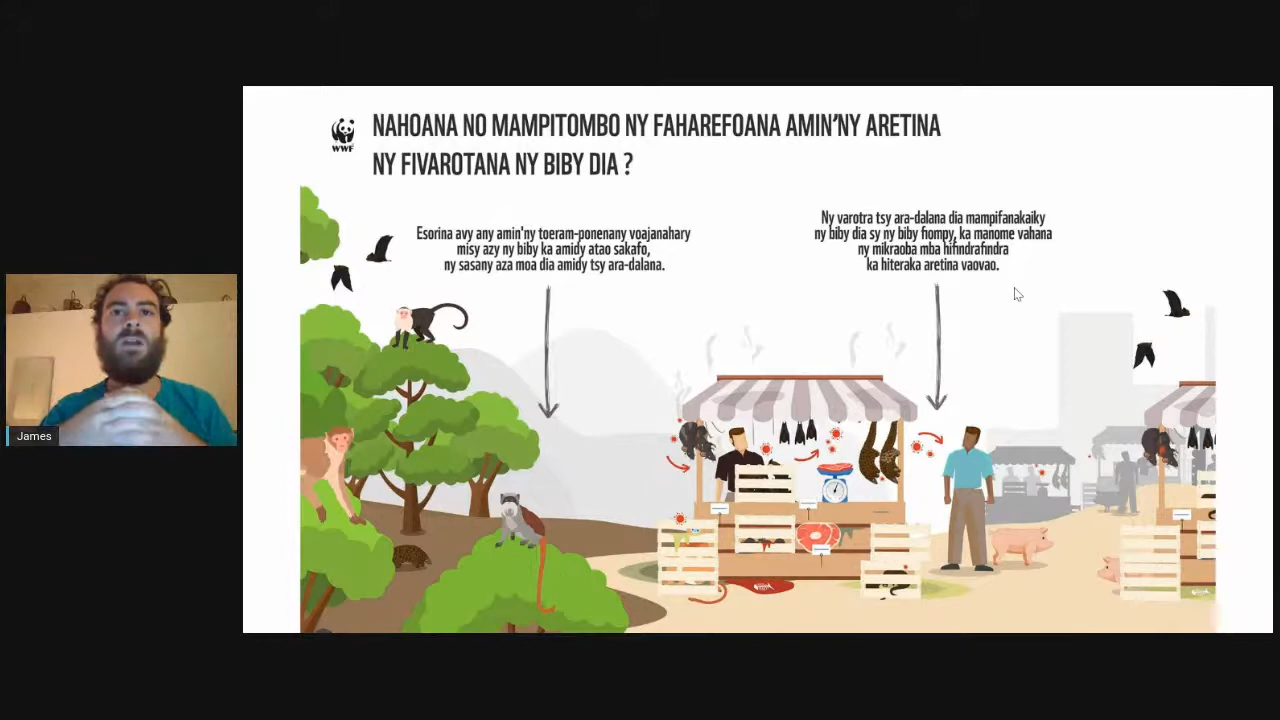 NAHOANA NO MAMPITOMBO NY FAHAREFOANA AMIN'NY ARETINA
NY FIVAROTANA NY BIBY DIA ?
WWF
Esorina avy any amin'ny toeram-ponenany voajanahary
misy azy ny biby ka amidy atao sakafo,
ny sasany aza moa dia amidy tsy ara-dalana.
Ny varotra tsy ara-dalana dia mampifanakaiky
ny biby dia sy ny biby fiompy, ka manome vahana
ny mikraoba mba hifindrafindra
ka hiteraka aretina vaovao.
James